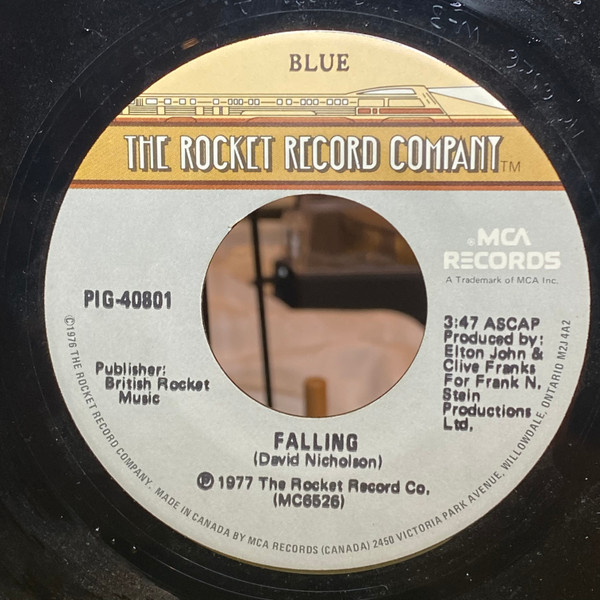 BLUE
THE ROCKET RECORD COMPANY TM
® MCA
RECORDS
A Trademark of MCA Inc.
PIG-40801
3:47 ASCAP
Produced by:
Elton John &
Clive Franks
For Frank N.
Stein
Productions
Ltd.
Publisher:
British Rocket
Music
FALLING
(David Nicholson)
℗ 1977 The Rocket Record Co.
(MC6526)
©1976 THE ROCKET RECORD COMPANY. MADE IN CANADA BY MCA RECORDS (CANADA) 2450 VICTORIA PARK AVENUE, WILLOWDALE, ONTARIO M2J 4A2